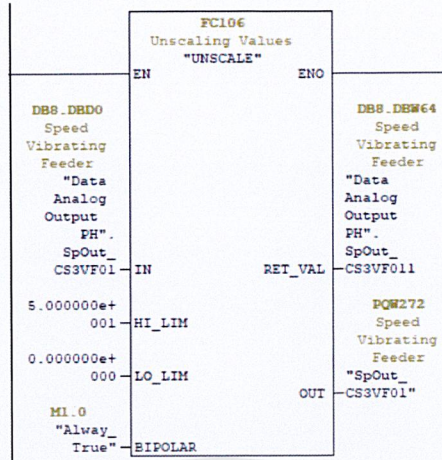 FC106
Unscaling Values
"UNSCALE"
EN
ENO
DB8.DBD0
Speed
Vibrating
Feeder
"Data
Analog
Output
PH".
SpOut_
CS3VF01
IN
DB8.DBW64
Speed
Vibrating
Feeder
"Data
Analog
Output
PH".
SpOut_
RET_VAL
CS3VF011
5.000000e+
001
HI_LIM
0.000000e+
000
LO_LIM
PQW272
Speed
Vibrating
Feeder
"SpOut_
OUT
CS3VF01"
M1.0
"Alway_
True"
BIPOLAR